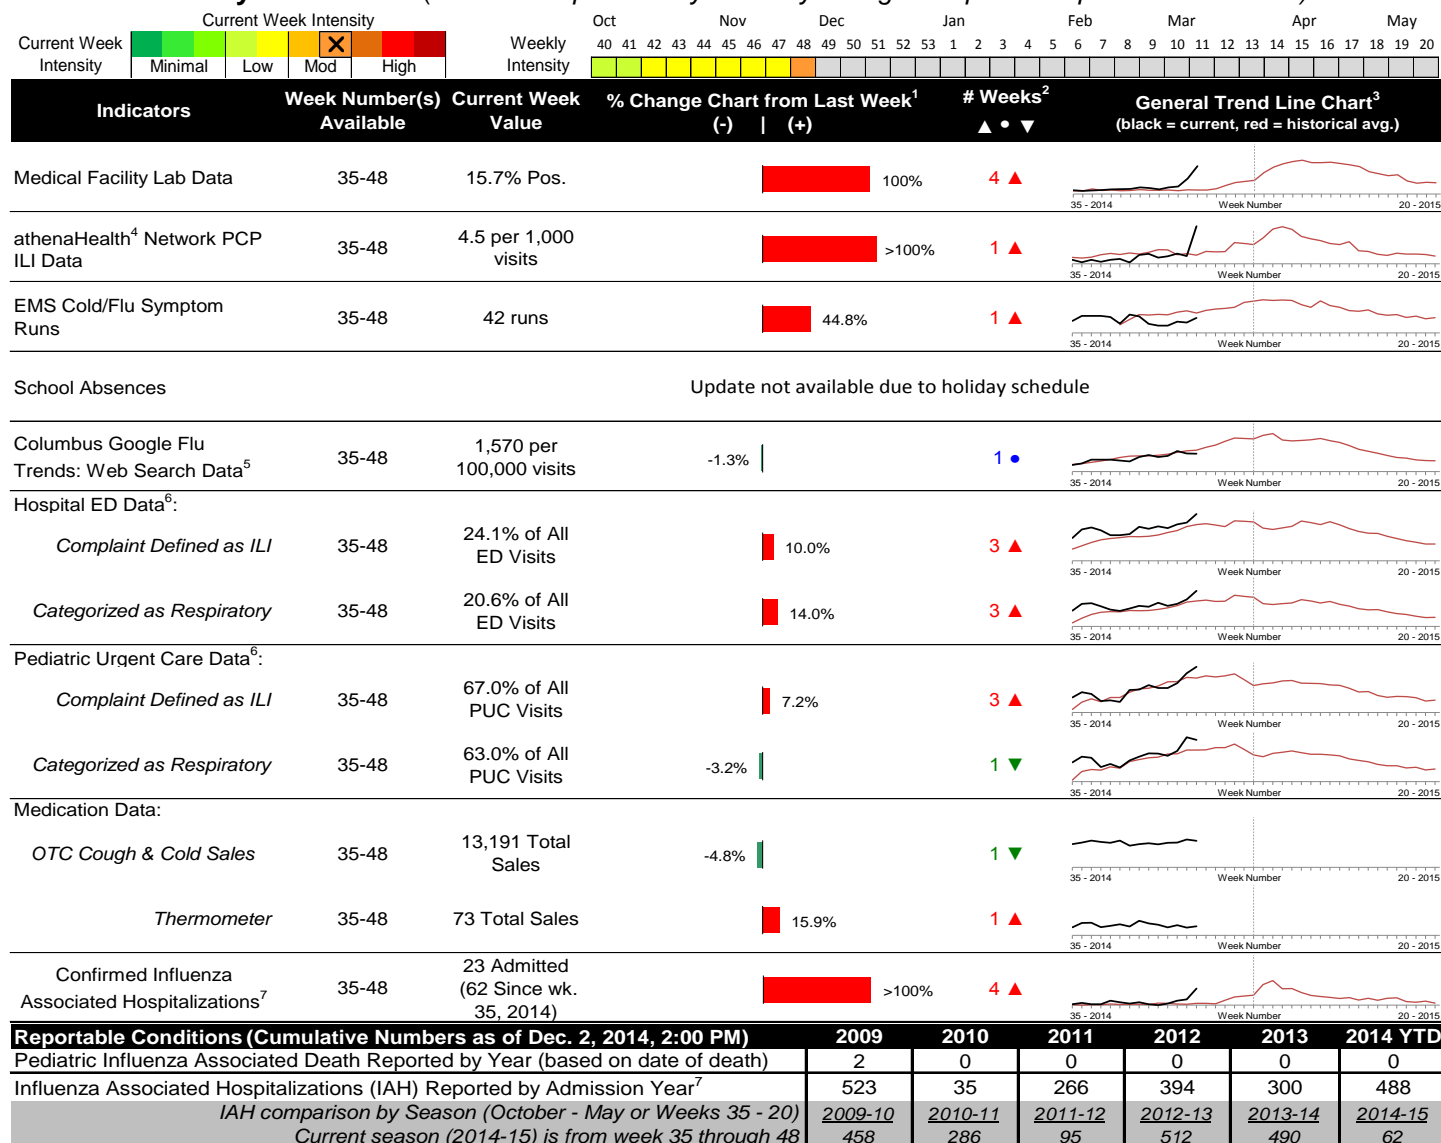 Current Week Intensity
Current Week Intensity
Minimal Low Mod High
X
Oct Nov Dec Jan Feb Mar Apr May
Weekly Intensity
40 41 42 43 44 45 46 47 48 49 50 51 52 53 1 2 3 4 5 6 7 8 9 10 11 12 13 14 15 16 17 18 19 20
Indicators
Week Number(s) Available
Current Week Value
% Change Chart from Last Week1
(-) | (+)
# Weeks2
▲ ● ▼
General Trend Line Chart3
(black = current, red = historical avg.)
Medical Facility Lab Data 35-48 15.7% Pos. 100% 4 ▲
35 - 2014 Week Number 20 - 2015
athenaHealth4 Network PCP
ILI Data
35-48
4.5 per 1,000
visits
>100% 1 ▲
35 - 2014 Week Number 20 - 2015
EMS Cold/Flu Symptom
Runs
35-48 42 runs 44.8% 1 ▲
35 - 2014 Week Number 20 - 2015
School Absences Update not available due to holiday schedule
Columbus Google Flu
Trends: Web Search Data5
35-48
1,570 per
100,000 visits
-1.3% 1 ●
35 - 2014 Week Number 20 - 2015
Hospital ED Data6:
Complaint Defined as ILI 35-48
24.1% of All
ED Visits
10.0% 3 ▲
35 - 2014 Week Number 20 - 2015
Categorized as Respiratory 35-48
20.6% of All
ED Visits
14.0% 3 ▲
35 - 2014 Week Number 20 - 2015
Pediatric Urgent Care Data6:
Complaint Defined as ILI 35-48
67.0% of All
PUC Visits
7.2% 3 ▲
35 - 2014 Week Number 20 - 2015
Categorized as Respiratory 35-48
63.0% of All
PUC Visits
-3.2% 1 ▼
35 - 2014 Week Number 20 - 2015
Medication Data:
OTC Cough & Cold Sales 35-48
13,191 Total
Sales
-4.8% 1 ▼
35 - 2014 Week Number 20 - 2015
Thermometer 35-48 73 Total Sales 15.9% 1 ▲
35 - 2014 Week Number 20 - 2015
Confirmed Influenza
Associated Hospitalizations7
35-48
23 Admitted
(62 Since wk.
35, 2014)
>100% 4 ▲
35 - 2014 Week Number 20 - 2015
Reportable Conditions (Cumulative Numbers as of Dec. 2, 2014, 2:00 PM) 2009 2010 2011 2012 2013 2014 YTD
Pediatric Influenza Associated Death Reported by Year (based on date of death) 2 0 0 0 0 0
Influenza Associated Hospitalizations (IAH) Reported by Admission Year7 523 35 266 394 300 488
IAH comparison by Season (October - May or Weeks 35 - 20) 2009-10 2010-11 2011-12 2012-13 2013-14 2014-15
Current season (2014-15) is from week 35 through 48 458 286 95 512 490 62